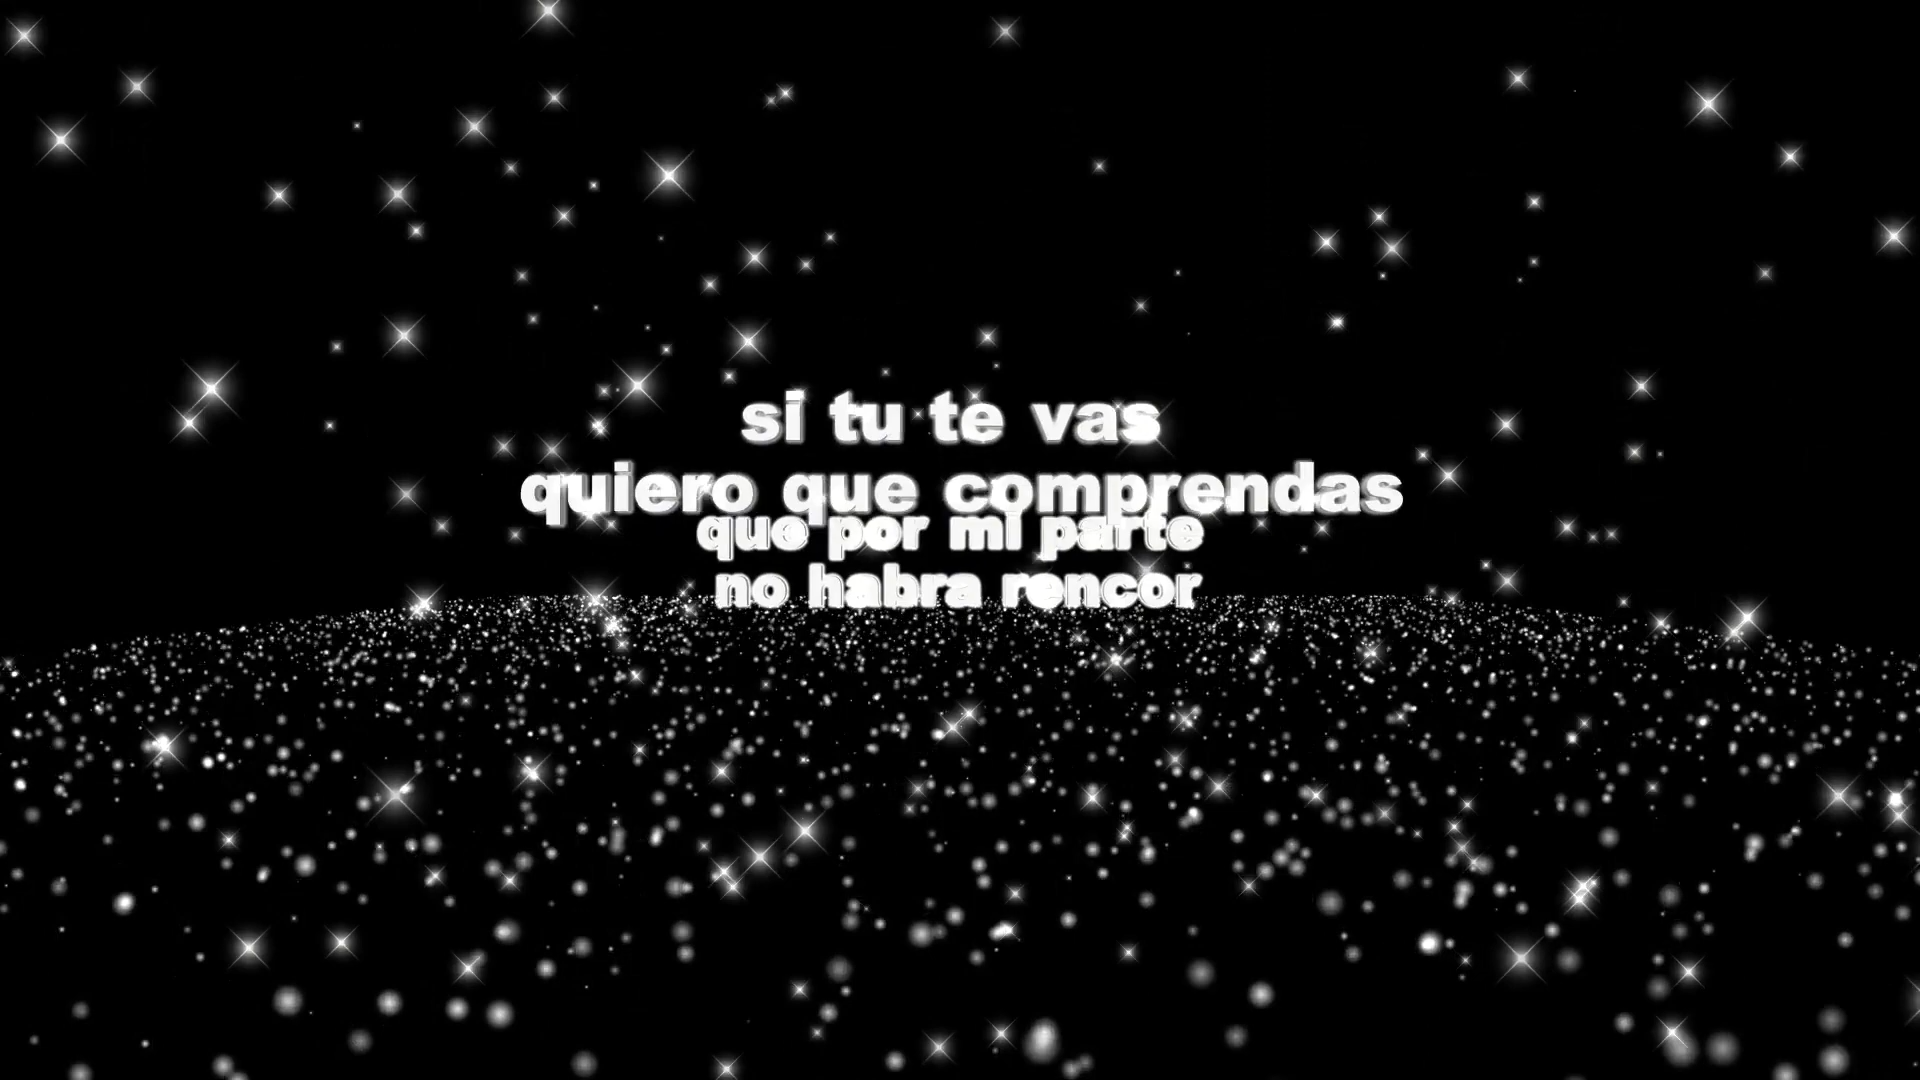 si tu te vas
quiero que comprendas
que por mi parte
no habra rencor